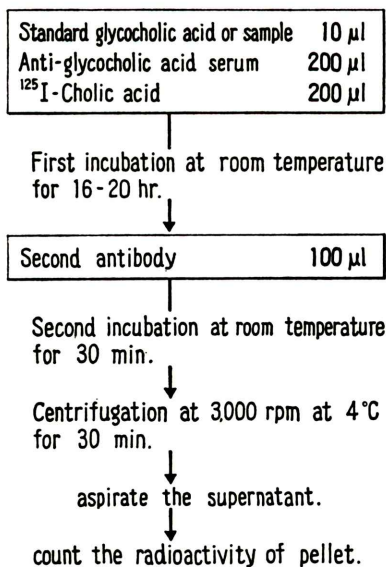 Standard glycocholic acid or sample 10 µl
Anti-glycocholic acid serum 200 µl
¹²⁵I-Cholic acid 200 µl
First incubation at room temperature
for 16-20 hr.
Second antibody 100 µl
Second incubation at room temperature
for 30 min.
Centrifugation at 3,000 rpm at 4°C
for 30 min.
aspirate the supernatant.
count the radioactivity of pellet.